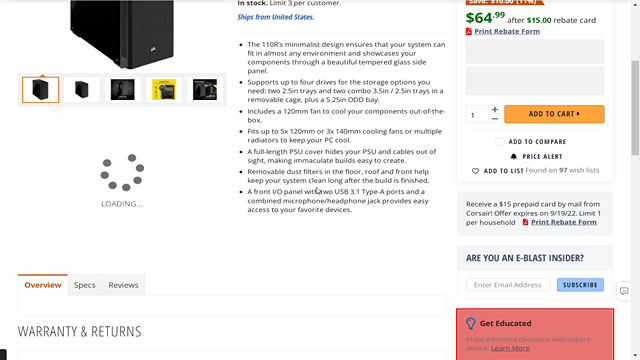 In stock. Limit 3 per customer.
Ships from United States.
The 110R's minimalist design ensures that your system can
fit in almost any environment and showcases your
components through a beautiful tempered glass side
panel.
Supports up to four drives for the storage options you
need: two 2.5in trays and two combo 3.5in / 2.5in trays in a
removable cage, plus a 5.25in ODD bay.
Includes a 120mm fan to cool your components out-of-the-
box.
Fits up to 5x 120mm or 3x 140mm cooling fans or multiple
radiators to keep your PC cool.
A full-length PSU cover hides your PSU and cables out of
sight, making immaculate builds easy to create.
Removable dust filters in the floor, roof and front help
keep your system clean long after the build is finished.
A front I/O panel with two USB 3.1 Type-A ports and a
combined microphone/headphone jack provides easy
access to your favorite devices.
LOADING...
Save: $10.00 (11%)
$64.99 after $15.00 rebate card
Print Rebate Form
1
+
−
ADD TO CART
ADD TO COMPARE
PRICE ALERT
ADD TO LIST Found on 97 wish lists
Receive a $15 prepaid card by mail from
Corsair! Offer expires on 9/19/22. Limit 1
per household Print Rebate Form
ARE YOU AN E-BLAST INSIDER?
Enter Email Address SUBSCRIBE
Get Educated
Make informed decisions with expert
advice. Learn More
Overview Specs Reviews
WARRANTY & RETURNS